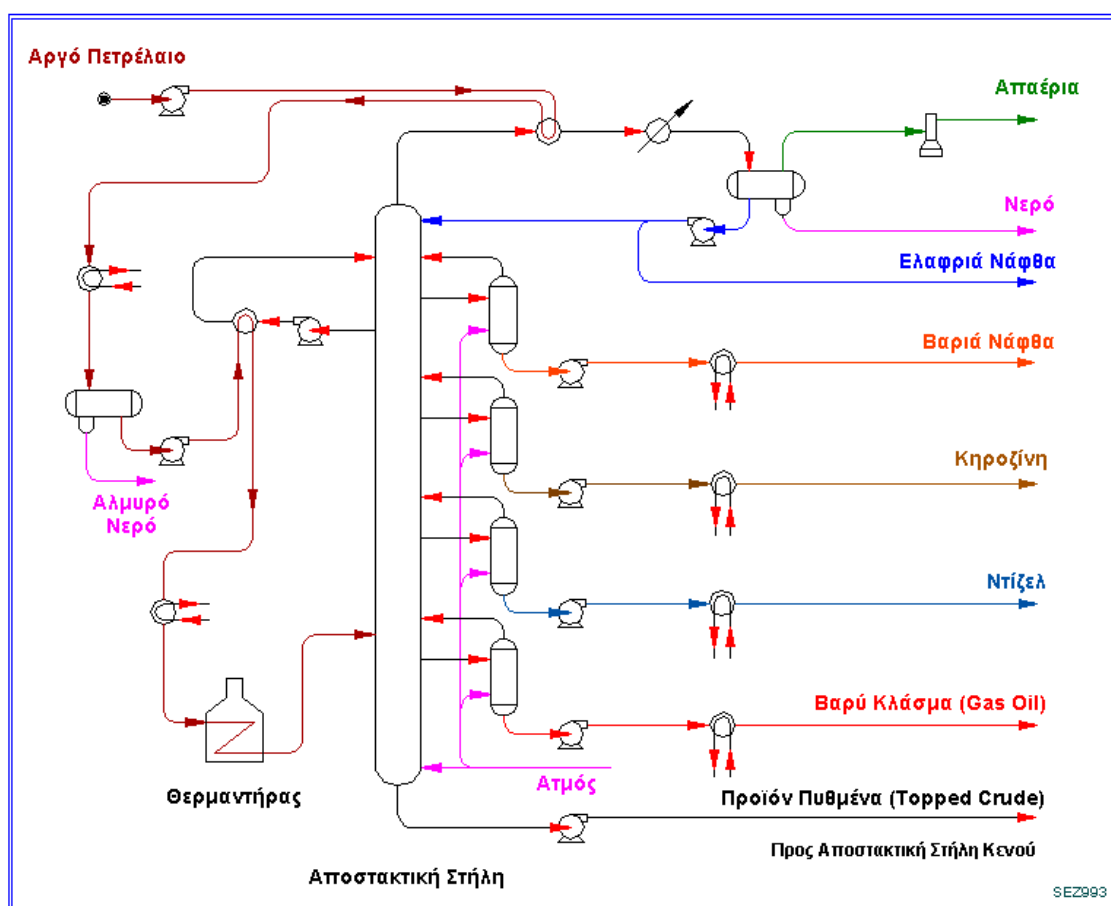 Αργό Πετρέλαιο
Απαέρια
Νερό
Ελαφριά Νάφθα
Βαριά Νάφθα
Κηροζίνη
Αλμυρό
Νερό
Ντίζελ
Βαρύ Κλάσμα (Gas Oil)
Ατμός
Θερμαντήρας
Προϊόν Πυθμένα (Topped Crude)
Προς Αποστακτική Στήλη Κενού
Αποστακτική Στήλη
SEZ993